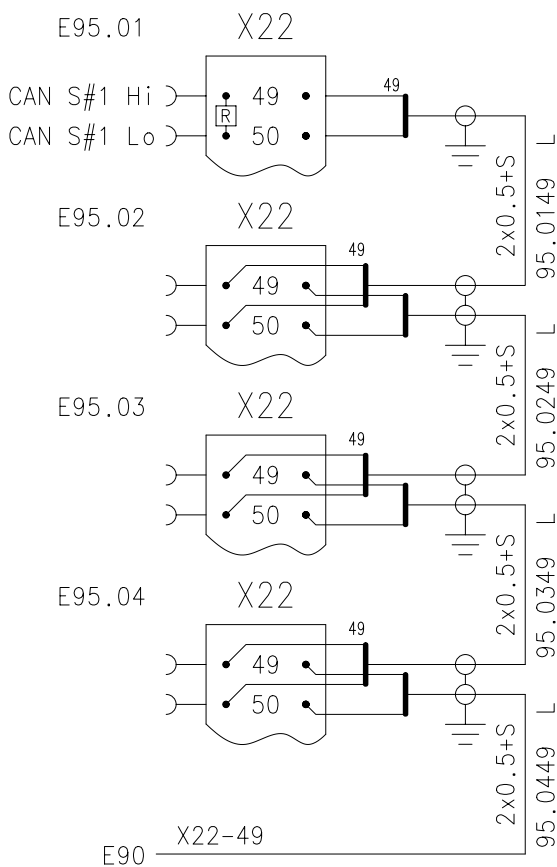 E95.01 X22
CAN S#1 Hi 49 49
R
CAN S#1 Lo 50
2x0.5+S
95.0149 L
E95.02 X22
49
49
50
2x0.5+S
95.0249 L
E95.03 X22
49
49
50
2x0.5+S
95.0349 L
E95.04 X22
49
49
50
2x0.5+S
95.0449 L
X22-49
E90